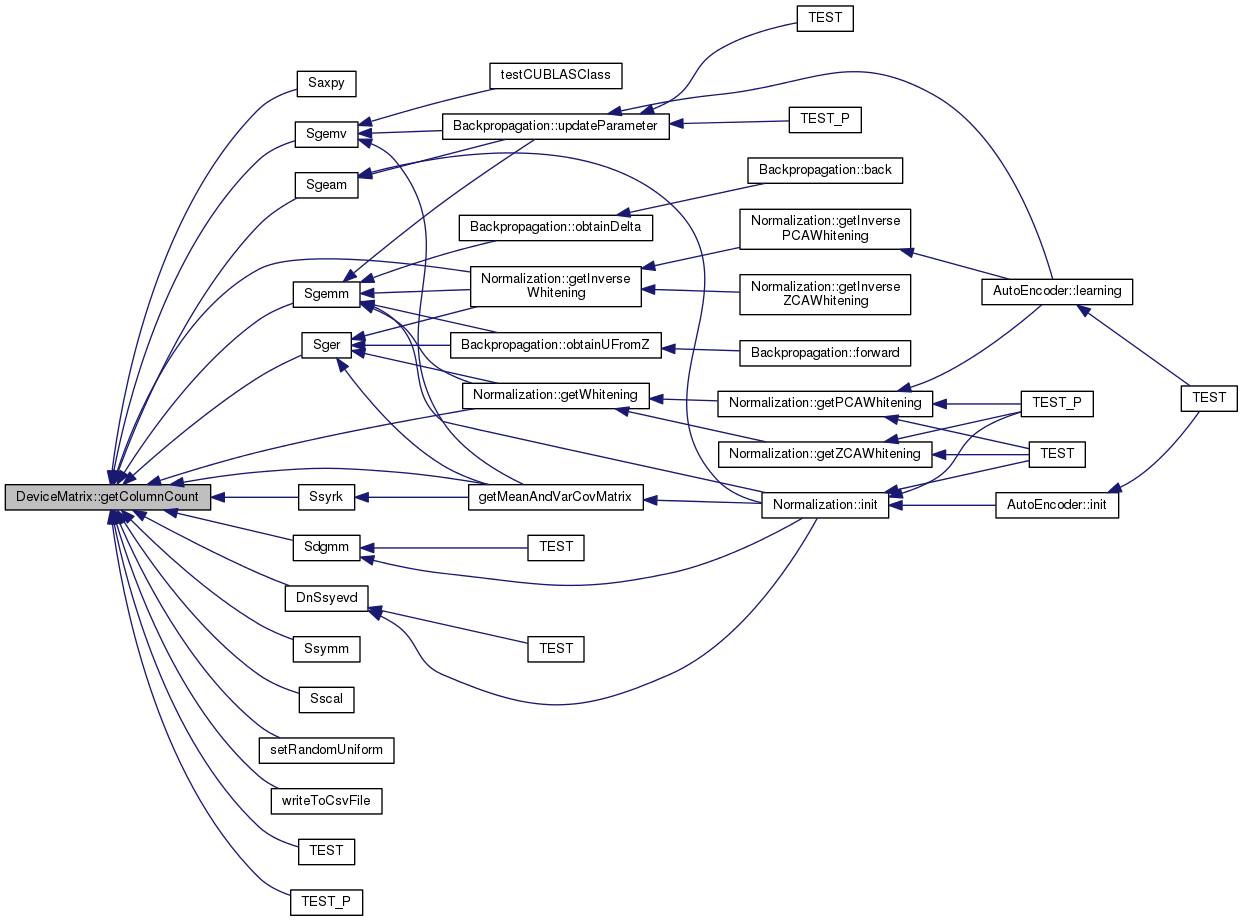 TEST
Saxpy
testCUBLASClass
Sgemv
Backpropagation::updateParameter
TEST_P
Sgeam
Backpropagation::back
Backpropagation::obtainDelta
Normalization::getInverse
PCAWhitening
Sgemm
Normalization::getInverse
Whitening
Normalization::getInverse
ZCAWhitening
AutoEncoder::learning
Sger
Backpropagation::obtainUFromZ
Backpropagation::forward
Normalization::getWhitening
Normalization::getPCAWhitening
TEST_P
TEST
Normalization::getZCAWhitening
TEST
DeviceMatrix::getColumnCount
Ssyrk
getMeanAndVarCovMatrix
Normalization::init
AutoEncoder::init
Sdgmm
TEST
DnSsyevd
Ssymm
TEST
Sscal
setRandomUniform
writeToCsvFile
TEST
TEST_P